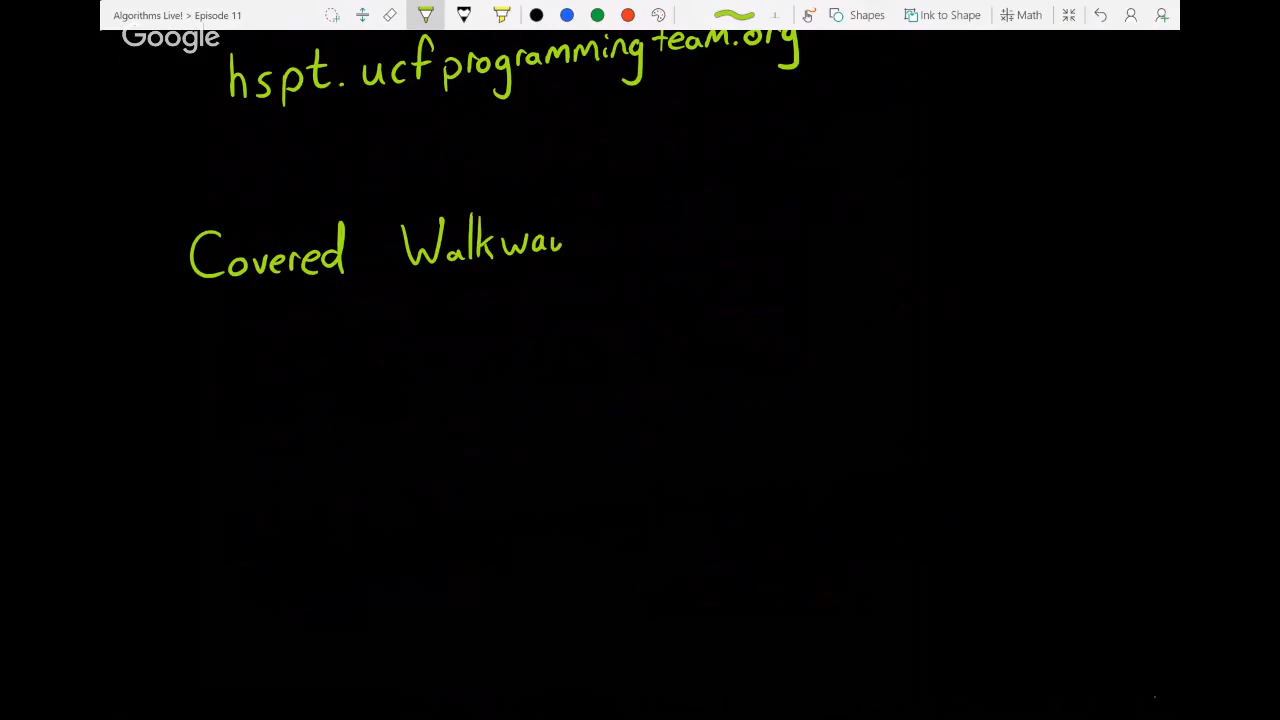 Algorithms Live! > Episode 11
Shapes
Ink to Shape
Math
Google
hspt.ucfprogrammingteam.org
Covered Walkwa